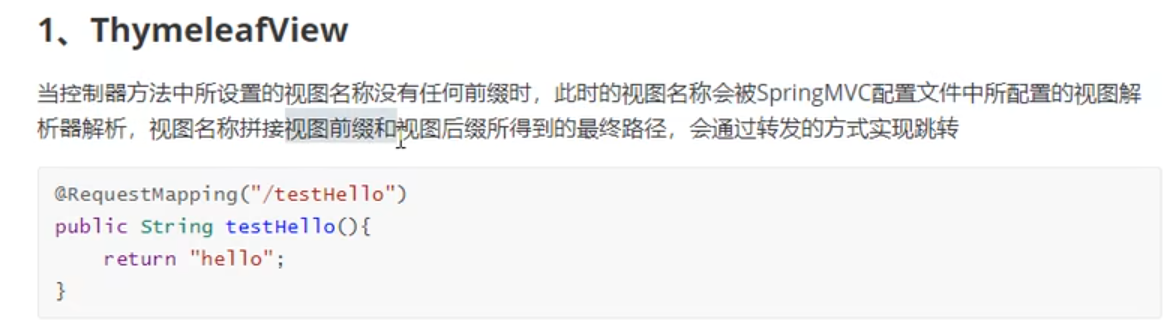 1、ThymeleafView
当控制器方法中所设置的视图名称没有任何前缀时，此时的视图名称会被SpringMVC配置文件中所配置的视图解
析器解析，视图名称拼接视图前缀和视图后缀所得到的最终路径，会通过转发的方式实现跳转
@RequestMapping("/testHello")
public String testHello(){
    return "hello";
}